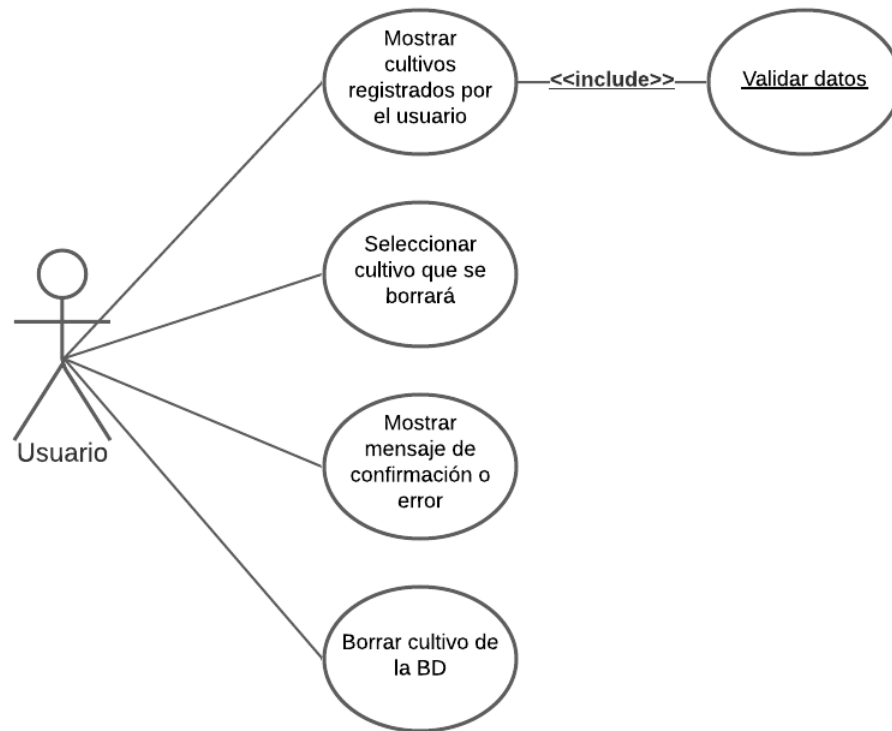 Mostrar
cultivos
registrados por
el usuario
<<include>>
Validar datos
Seleccionar
cultivo que se
borrará
Usuario
Mostrar
mensaje de
confirmación o
error
Borrar cultivo de
la BD